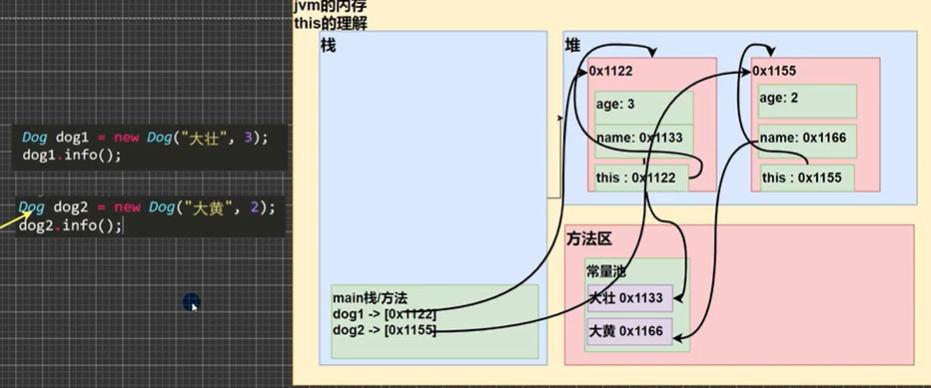 Dog dog1 = new Dog("大壮", 3);
dog1.info();
Dog dog2 = new Dog("大黄", 2);
dog2.info();
jvm的内存
this的理解
栈
main栈/方法
dog1 -> [0x1122]
dog2 -> [0x1155]
堆
0x1122
age: 3
name: 0x1133
this : 0x1122
0x1155
age: 2
name: 0x1166
this : 0x1155
方法区
常量池
大壮 0x1133
大黄 0x1166